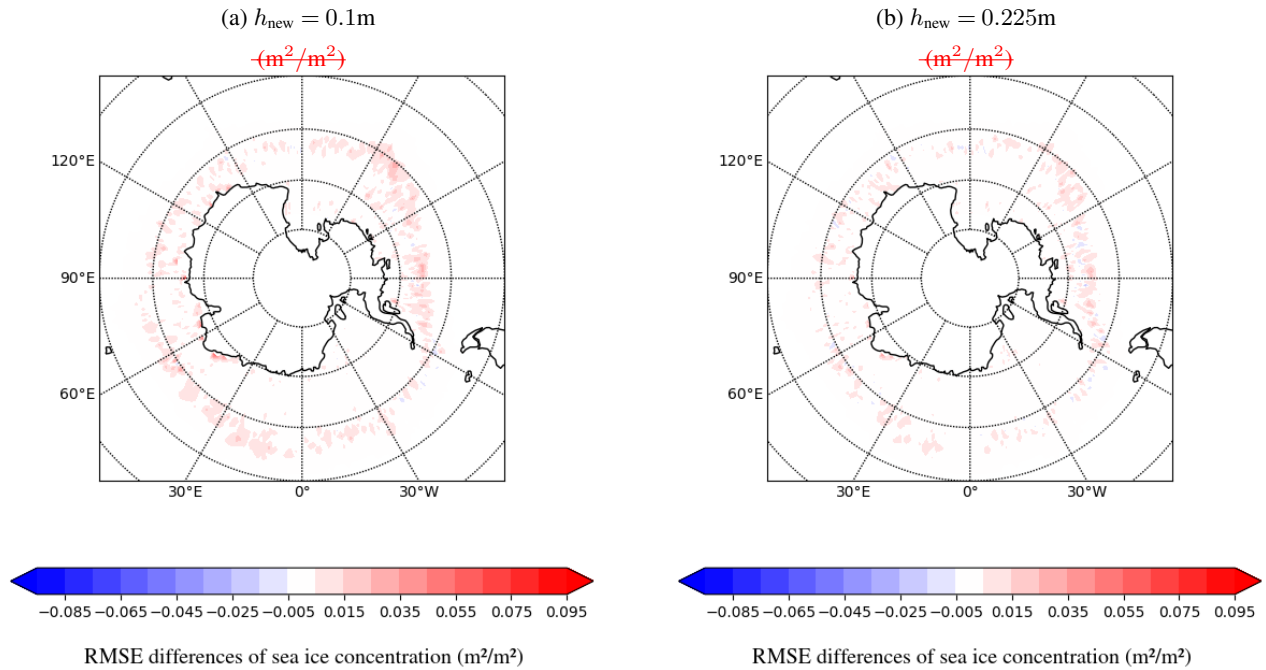 (a) h_new = 0.1m
(m²/m²)
120°E
90°E
60°E
30°E 0° 30°W
−0.085 −0.065 −0.045 −0.025 −0.005 0.015 0.035 0.055 0.075 0.095
RMSE differences of sea ice concentration (m²/m²)
(b) h_new = 0.225m
(m²/m²)
120°E
90°E
60°E
30°E 0° 30°W
−0.085 −0.065 −0.045 −0.025 −0.005 0.015 0.035 0.055 0.075 0.095
RMSE differences of sea ice concentration (m²/m²)